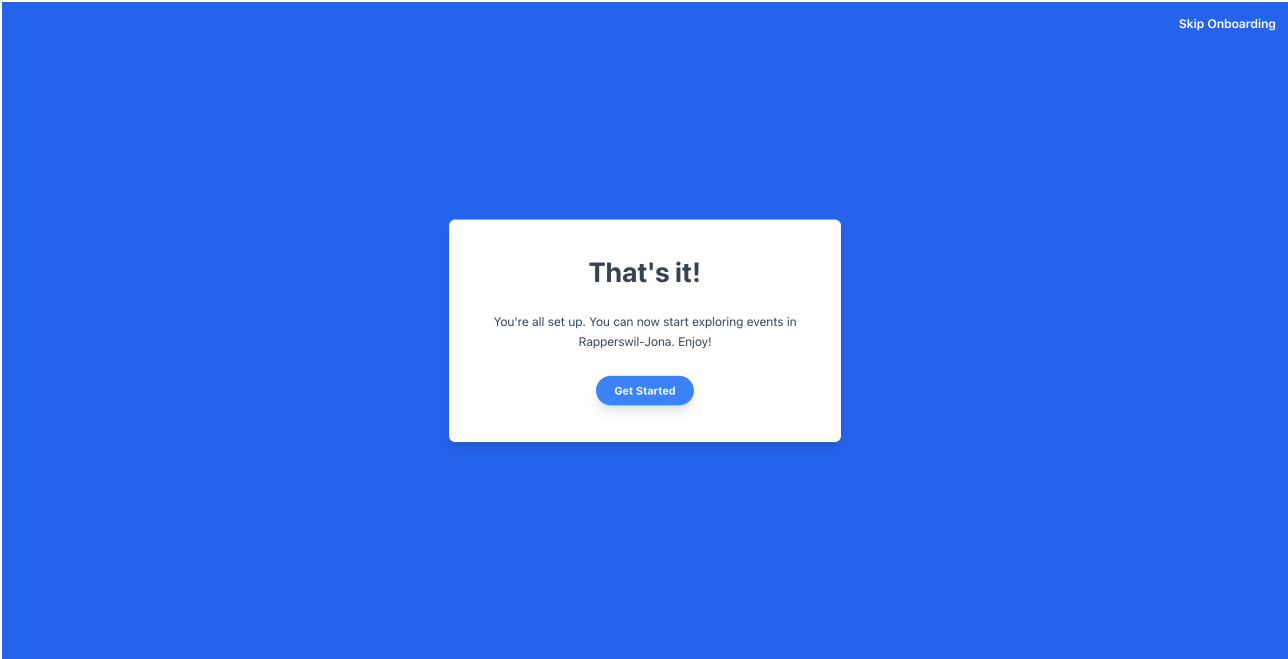 Skip Onboarding
That's it!
You're all set up. You can now start exploring events in
Rapperswil-Jona. Enjoy!
Get Started